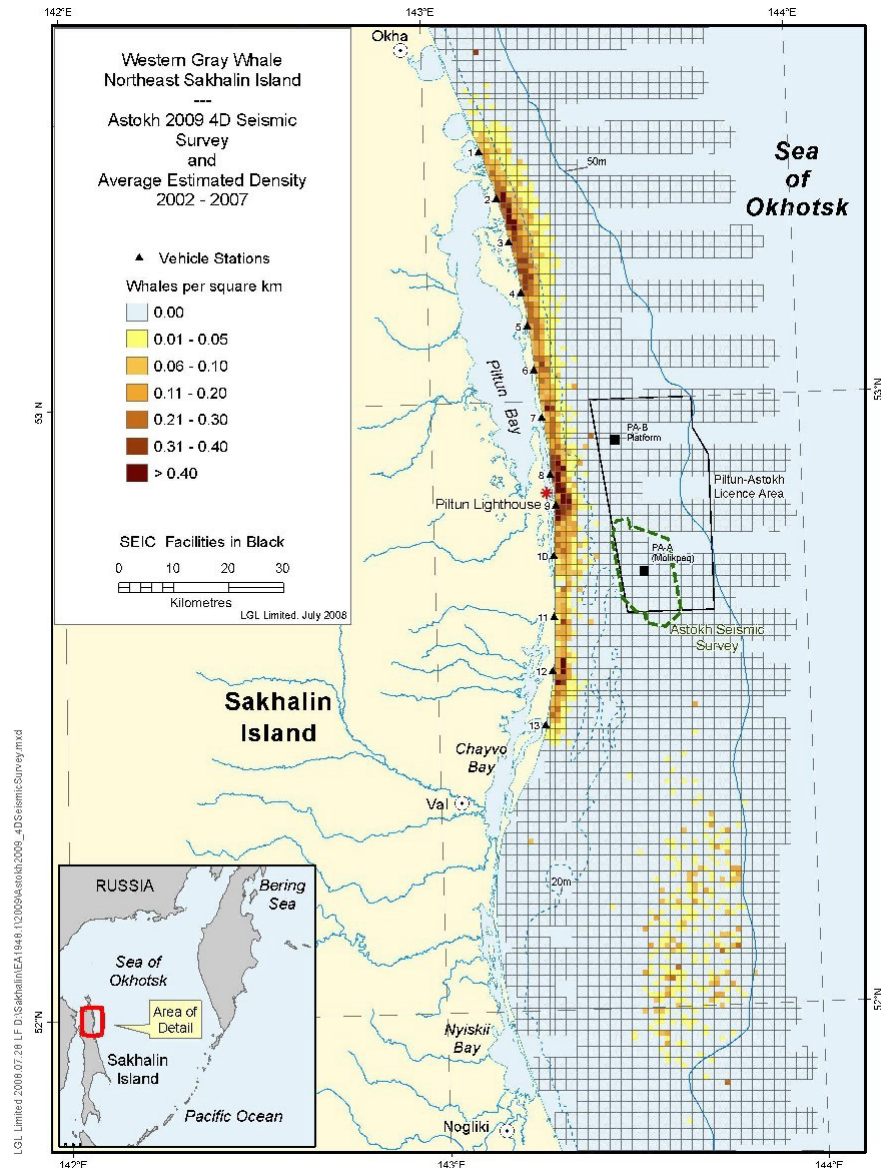 142°E
143°E
144°E
Okha
Western Gray Whale
Northeast Sakhalin Island
---
Astokh 2009 4D Seismic
Survey
and
Average Estimated Density
2002 - 2007
Vehicle Stations
Whales per square km
0.00
0.01 - 0.05
0.06 - 0.10
0.11 - 0.20
0.21 - 0.30
0.31 - 0.40
> 0.40
SEIC Facilities in Black
0 10 20 30
Kilometres
LGL Limited. July 2008
50m
Sea
of
Okhotsk
1
2
3
4
5
6
7
8
9
10
11
12
13
Piltun Bay
53 N
53°N
PA-B
Platform
Piltun-Astokh
Licence Area
Piltun Lighthouse
PA-A
(Molikpaq)
Astokh Seismic
Survey
Sakhalin
Island
Chayvo
Bay
Val
20m
RUSSIA
Bering
Sea
Sea of
Okhotsk
Area of
Detail
Sakhalin
Island
Pacific Ocean
52°N
52°N
Nyiskii
Bay
Nogliki
142°E
143°E
144°E